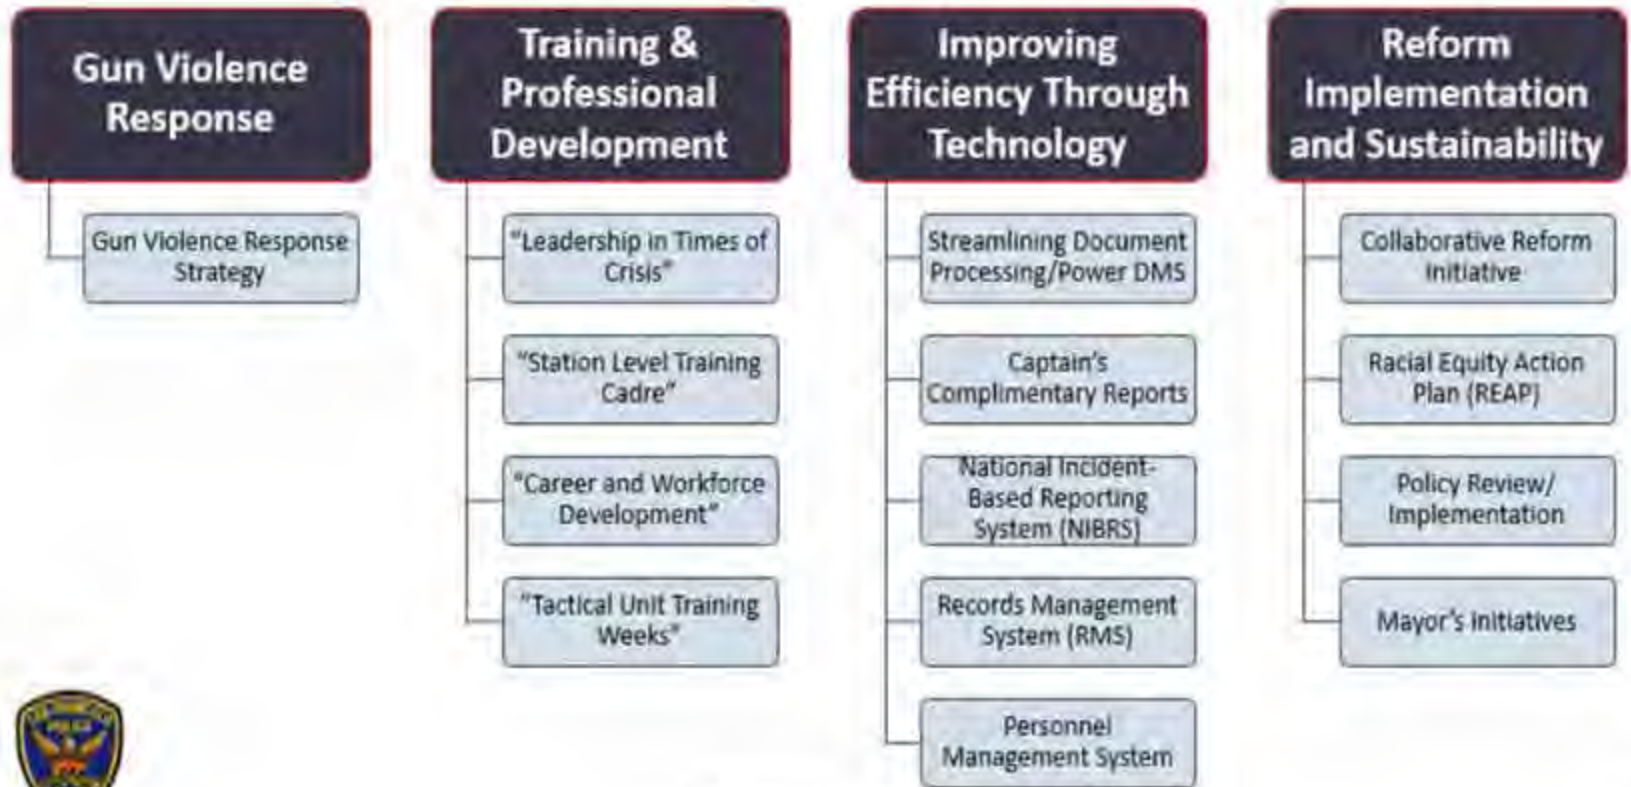 Gun Violence
Response
Gun Violence Response
Strategy
Training &
Professional
Development
"Leadership in Times of
Crisis"
"Station Level Training
Cadre"
"Career and Workforce
Development"
"Tactical Unit Training
Weeks"
Improving
Efficiency Through
Technology
Streamlining Document
Processing/Power DMS
Captain's
Complimentary Reports
National Incident-
Based Reporting
System (NIBRS)
Records Management
System (RMS)
Personnel
Management System
Reform
Implementation
and Sustainability
Collaborative Reform
Initiative
Racial Equity Action
Plan (REAP)
Policy Review/
Implementation
Mayor's Initiatives
POLICE